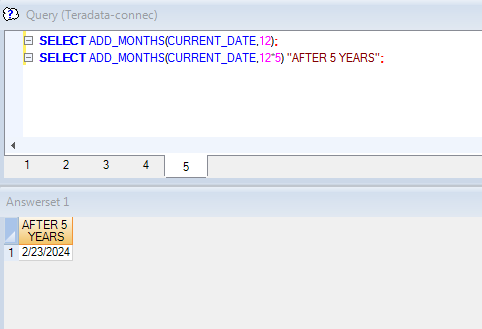 Query (Teradata-connec)
SELECT ADD_MONTHS(CURRENT_DATE,12);
SELECT ADD_MONTHS(CURRENT_DATE,12*5) "AFTER 5 YEARS";
1 2 3 4 5
Answerset 1
AFTER 5
YEARS
1 2/23/2024